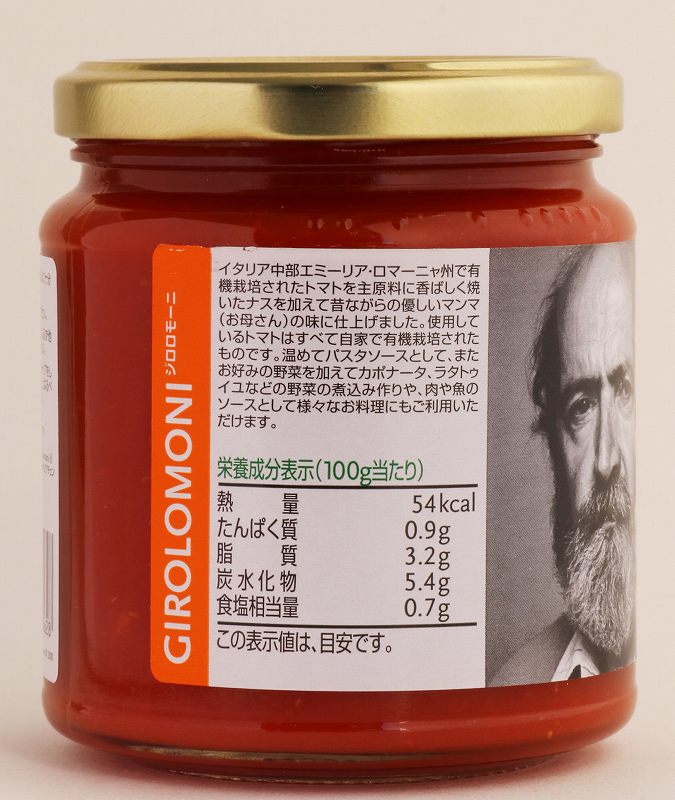 GIROLOMONI ジロロモーニ
イタリア中部エミーリア・ロマーニャ州で有
機栽培されたトマトを主原料に香ばしく焼
いたナスを加えて昔ながらの優しいマンマ
（お母さん）の味に仕上げました。使用して
いるトマトはすべて自家で有機栽培された
ものです。温めてパスタソースとして、また
お好みの野菜を加えてカポナータ、ラタトゥ
イユなどの野菜の煮込み作りや、肉や魚の
ソースとして様々なお料理にもご利用いた
だけます。
栄養成分表示（100g当たり）
熱量 54kcal
たんぱく質 0.9g
脂質 3.2g
炭水化物 5.4g
食塩相当量 0.7g
この表示値は、目安です。